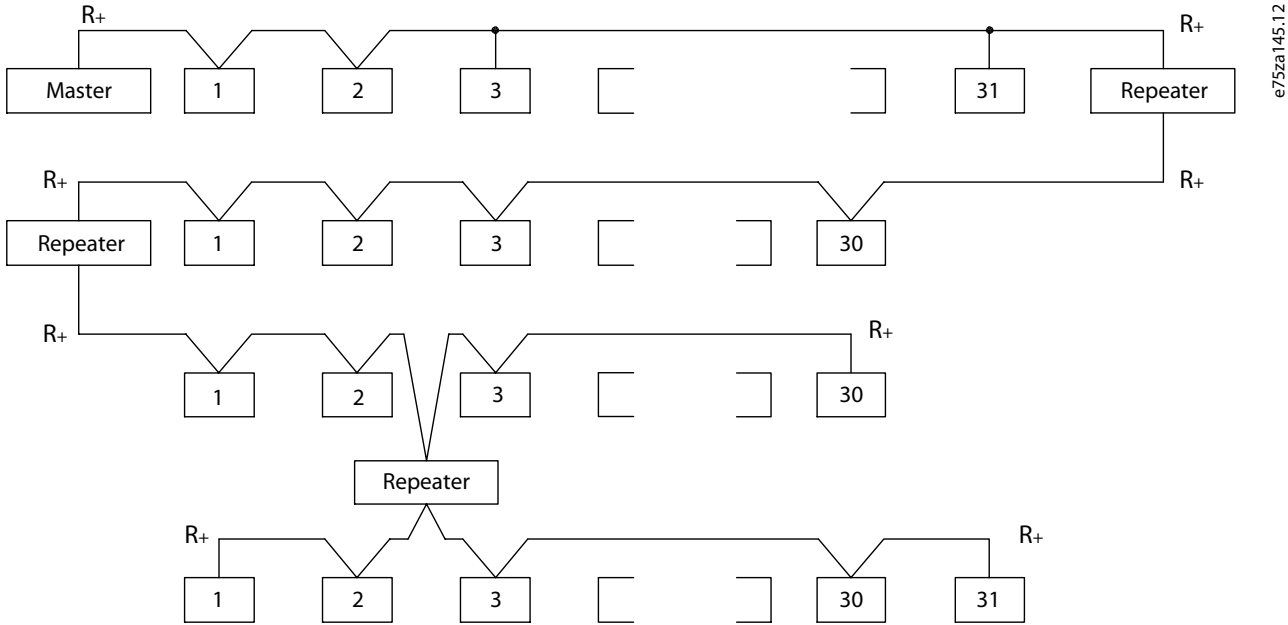 R+ R+
Master 1 2 3 31 Repeater
R+ R+
Repeater 1 2 3 30
R+ R+
1 2 3 30
Repeater
R+ R+
1 2 3 30 31
e75za145.12